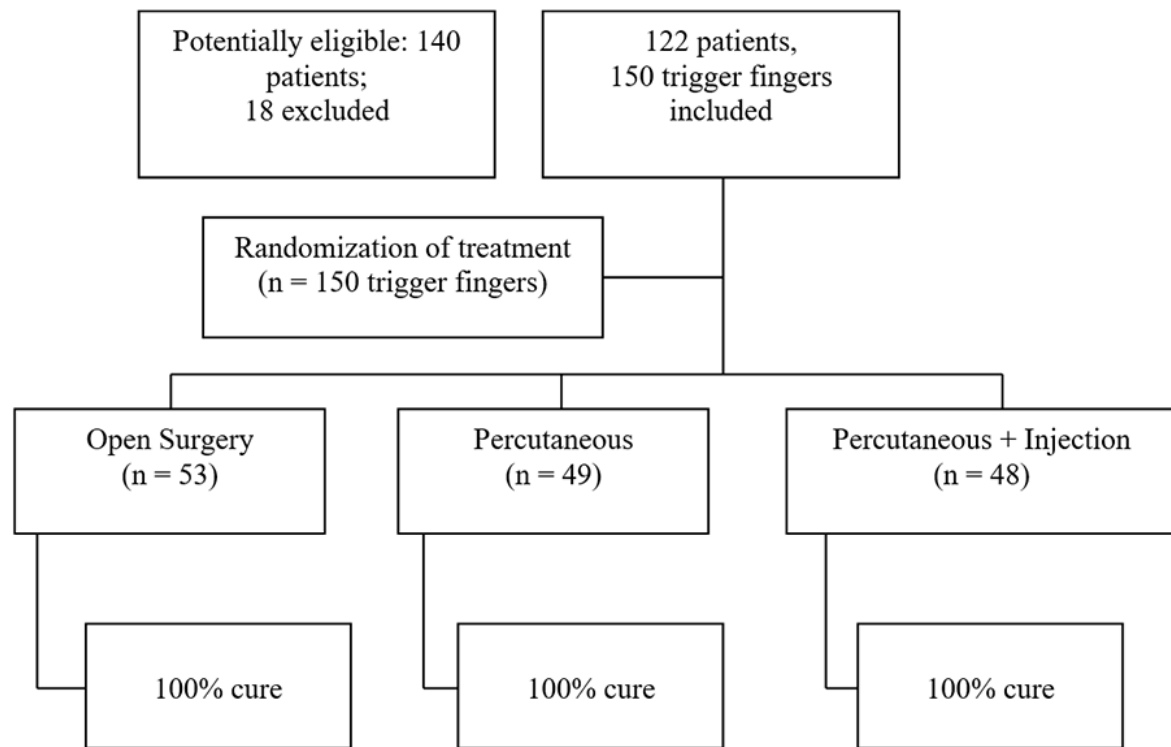 Potentially eligible: 140
patients;
18 excluded
122 patients,
150 trigger fingers
included
Randomization of treatment
(n = 150 trigger fingers)
Open Surgery
(n = 53)
Percutaneous
(n = 49)
Percutaneous + Injection
(n = 48)
100% cure
100% cure
100% cure